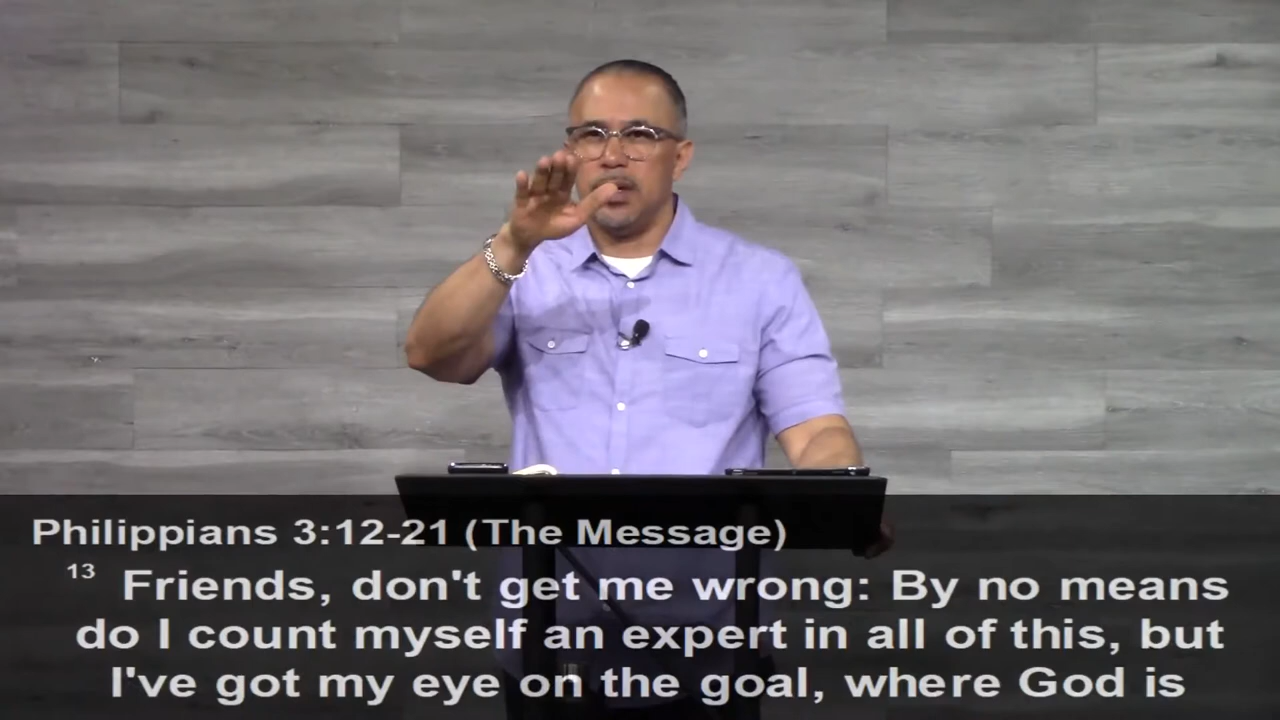 Philippians 3:12-21 (The Message)
13 Friends, don't get me wrong: By no means
do I count myself an expert in all of this, but
I've got my eye on the goal, where God is